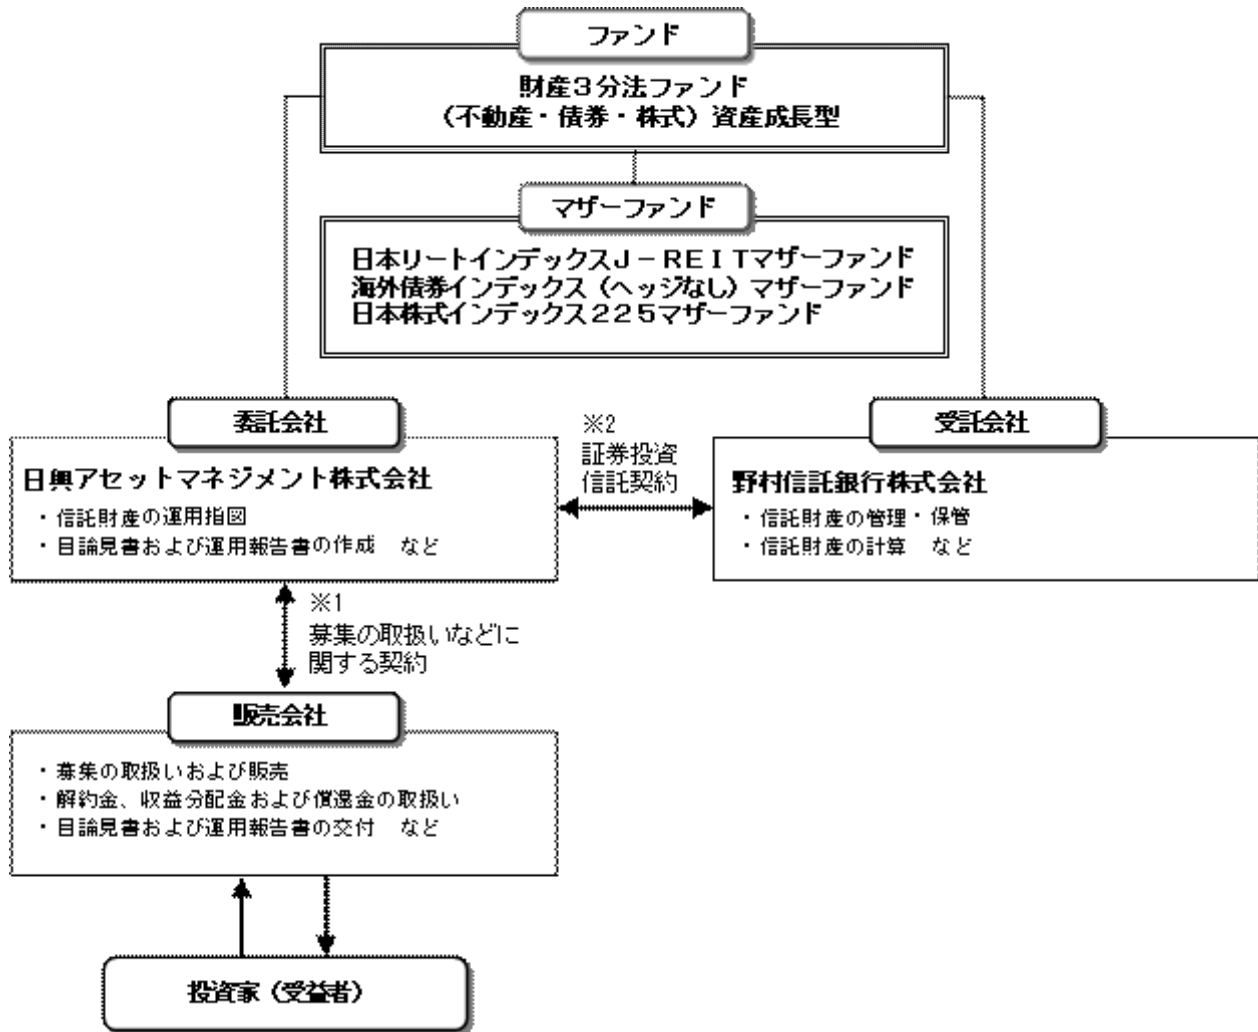 ファンド
財産3分法ファンド
(不動産・債券・株式)資産成長型
マザーファンド
日本リートインデックスJ-REITマザーファンド
海外債券インデックス(ヘッジなし)マザーファンド
日本株式インデックス225マザーファンド
委託会社
日興アセットマネジメント株式会社
・信託財産の運用指図
・目論見書および運用報告書の作成 など
※2
証券投資
信託契約
受託会社
野村信託銀行株式会社
・信託財産の管理・保管
・信託財産の計算 など
※1
募集の取扱いなどに
関する契約
販売会社
・募集の取扱いおよび販売
・解約金、収益分配金および償還金の取扱い
・目論見書および運用報告書の交付 など
投資家(受益者)